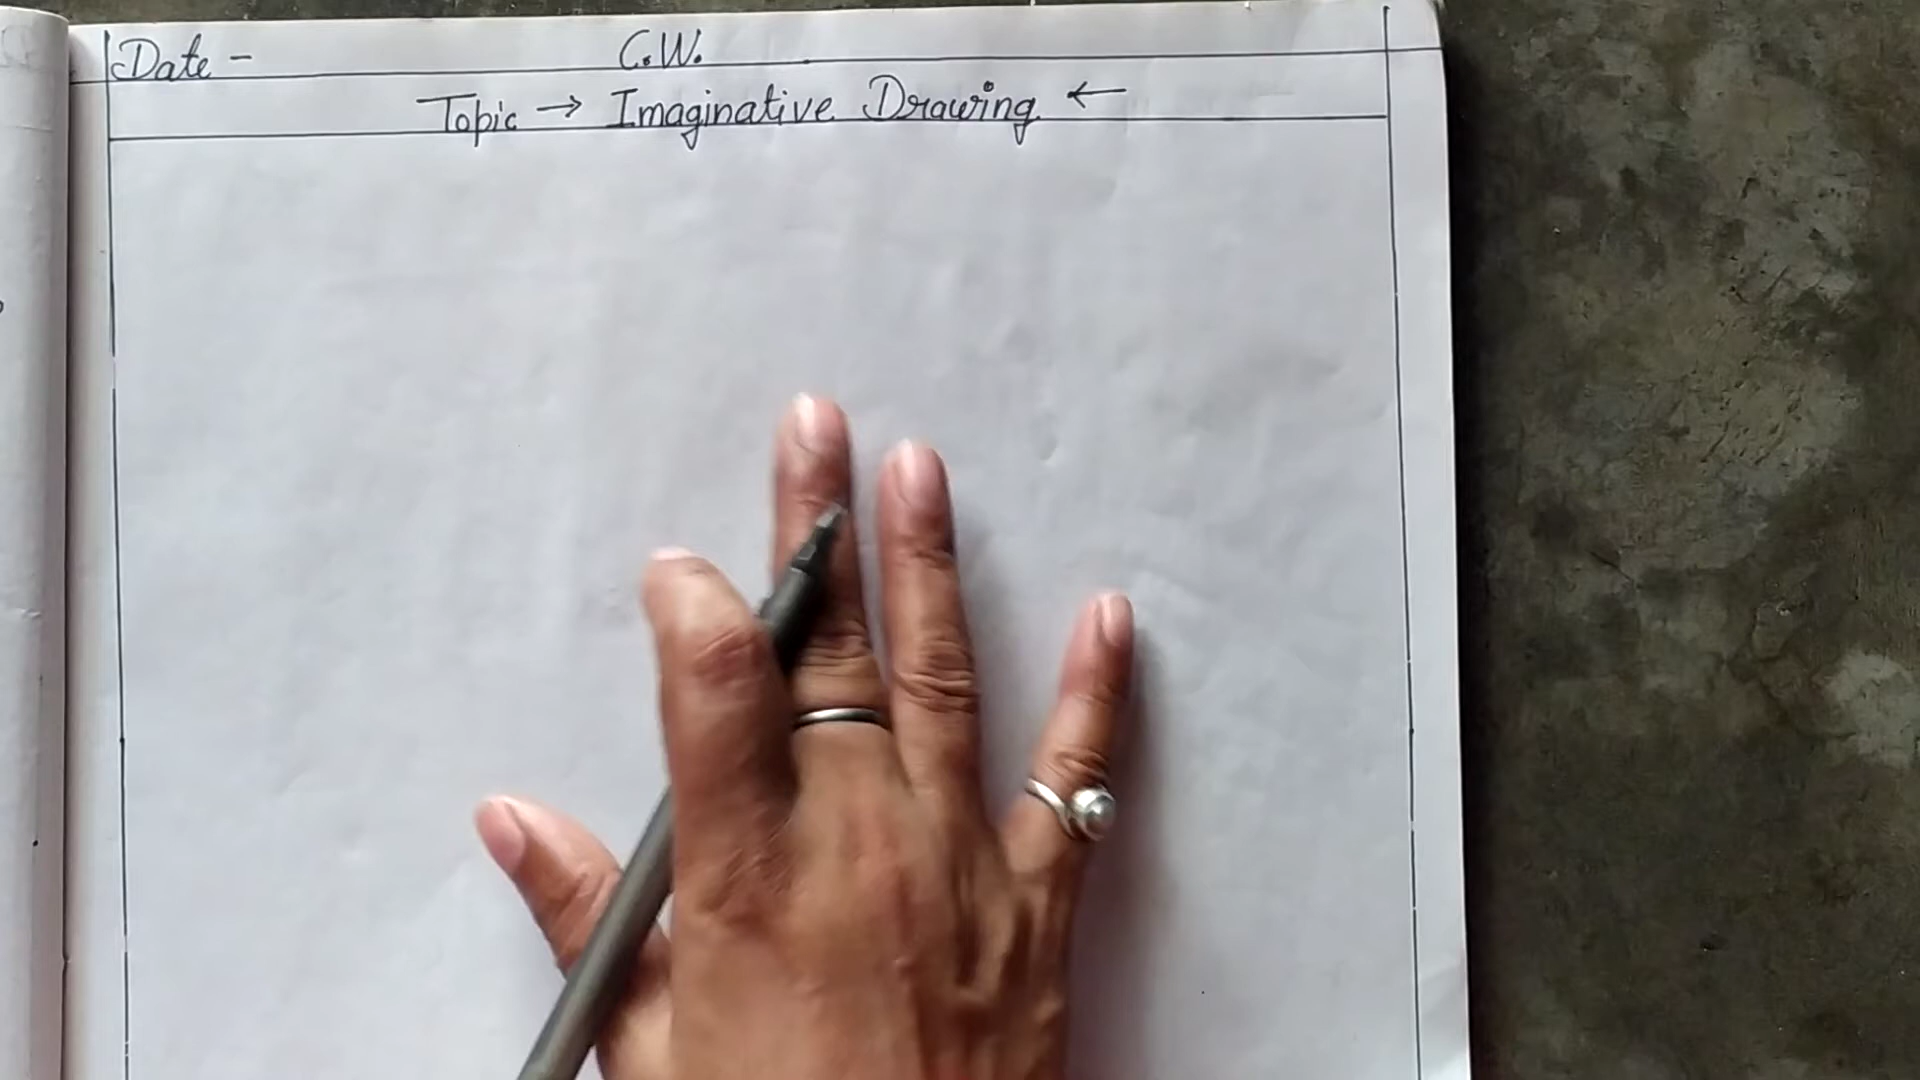 Date - C.W.
Topic → Imaginative Drawing ←